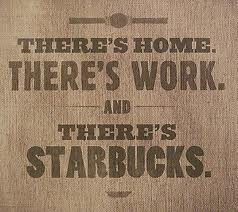 THERE'S HOME.
THERE'S WORK.
AND
THERE'S
STARBUCKS.